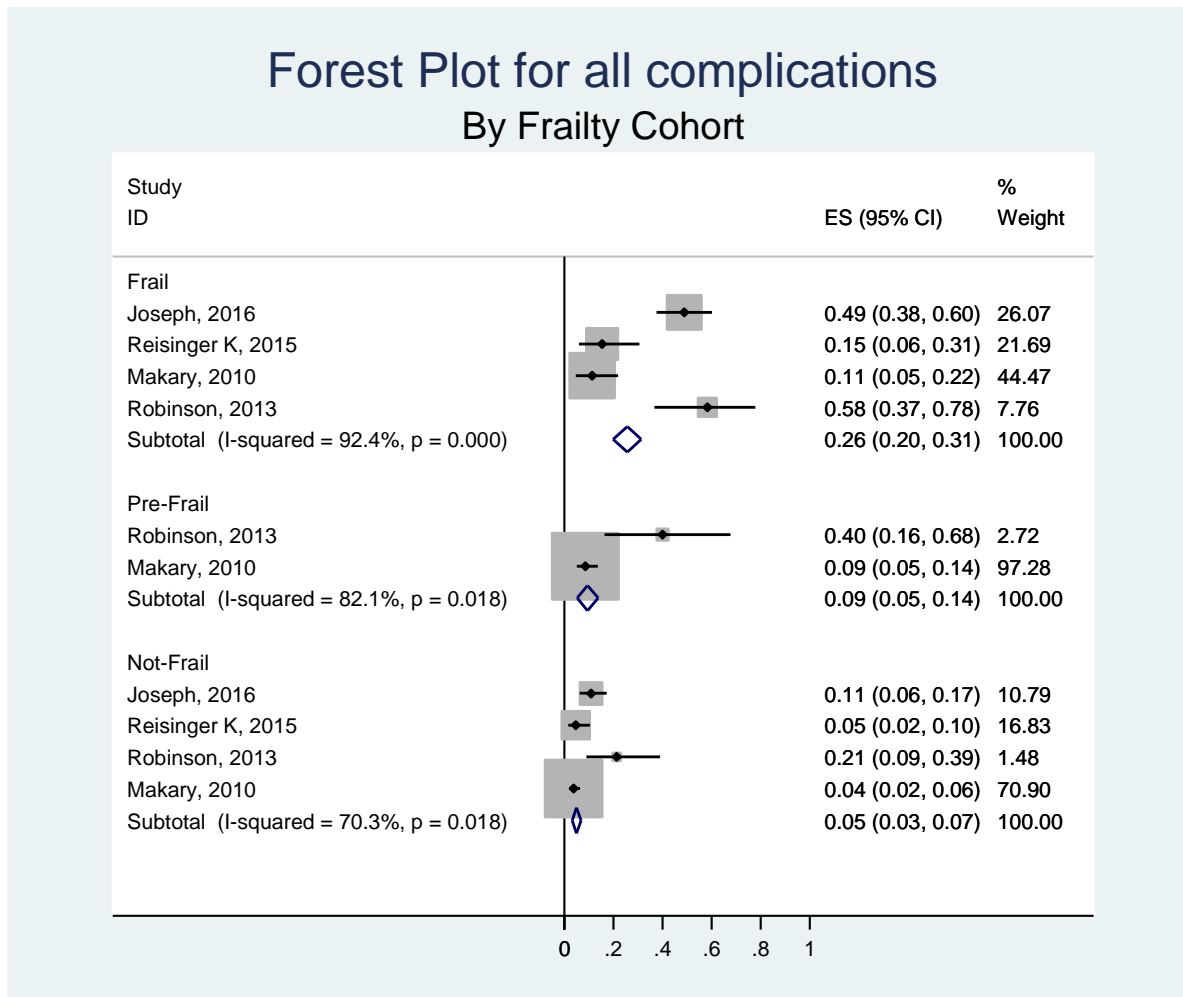 Forest Plot for all complications
By Frailty Cohort
Study %
ID ES (95% CI) Weight
Frail
Joseph, 2016 0.49 (0.38, 0.60) 26.07
Reisinger K, 2015 0.15 (0.06, 0.31) 21.69
Makary, 2010 0.11 (0.05, 0.22) 44.47
Robinson, 2013 0.58 (0.37, 0.78) 7.76
Subtotal (I-squared = 92.4%, p = 0.000) 0.26 (0.20, 0.31) 100.00
Pre-Frail
Robinson, 2013 0.40 (0.16, 0.68) 2.72
Makary, 2010 0.09 (0.05, 0.14) 97.28
Subtotal (I-squared = 82.1%, p = 0.018) 0.09 (0.05, 0.14) 100.00
Not-Frail
Joseph, 2016 0.11 (0.06, 0.17) 10.79
Reisinger K, 2015 0.05 (0.02, 0.10) 16.83
Robinson, 2013 0.21 (0.09, 0.39) 1.48
Makary, 2010 0.04 (0.02, 0.06) 70.90
Subtotal (I-squared = 70.3%, p = 0.018) 0.05 (0.03, 0.07) 100.00
0 .2 .4 .6 .8 1